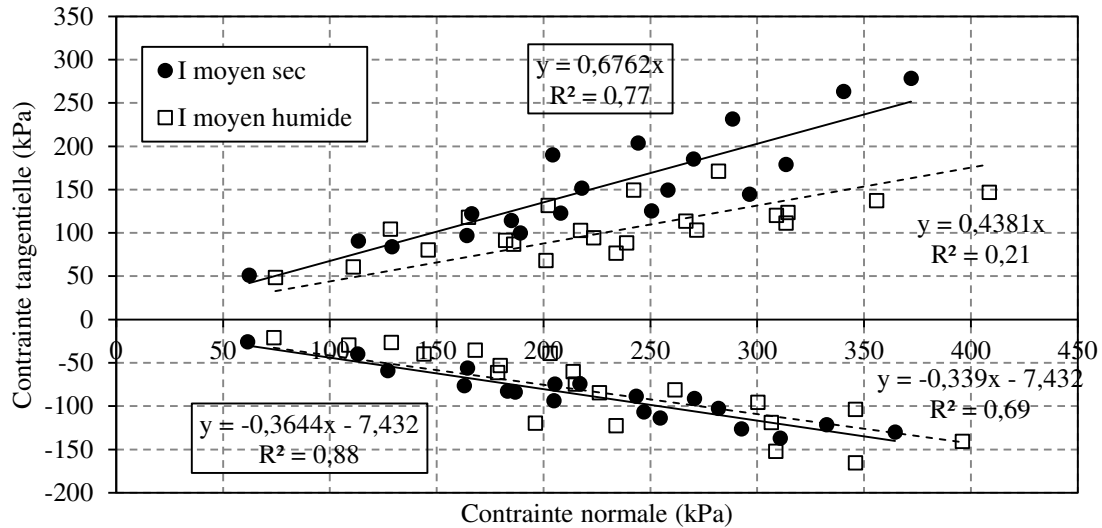 350
300
250
200
150
100
50
0
-50
-100
-150
-200
Contrainte tangentielle (kPa)
I moyen sec
I moyen humide
y = 0,6762x
R² = 0,77
y = 0,4381x
R² = 0,21
0 50 100 150 200 250 300 350 400 450
y = -0,339x - 7,432
R² = 0,69
y = -0,3644x - 7,432
R² = 0,88
Contrainte normale (kPa)